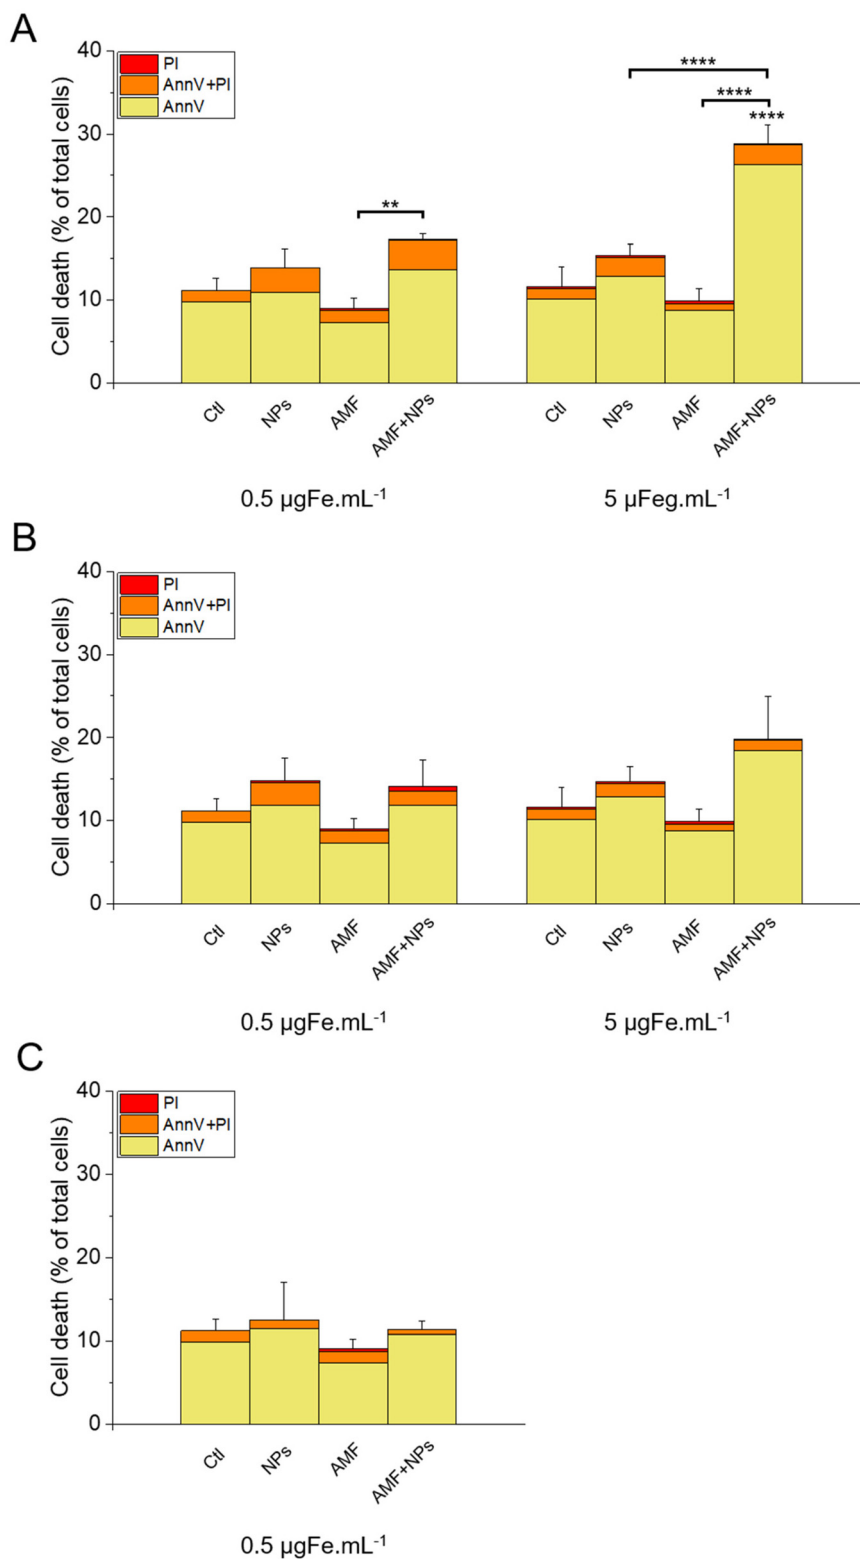 A
Cell death (% of total cells)
40
30
20
10
0
PI
AnnV+PI
AnnV
**
****
****
****
Ctl
NPs
AMF
AMF+NPs
Ctl
NPs
AMF
AMF+NPs
0.5 µgFe.mL⁻¹
5 µFeg.mL⁻¹
B
Cell death (% of total cells)
40
30
20
10
0
PI
AnnV+PI
AnnV
Ctl
NPs
AMF
AMF+NPs
Ctl
NPs
AMF
AMF+NPs
0.5 µgFe.mL⁻¹
5 µgFe.mL⁻¹
C
Cell death (% of total cells)
40
30
20
10
0
PI
AnnV+PI
AnnV
Ctl
NPs
AMF
AMF+NPs
0.5 µgFe.mL⁻¹